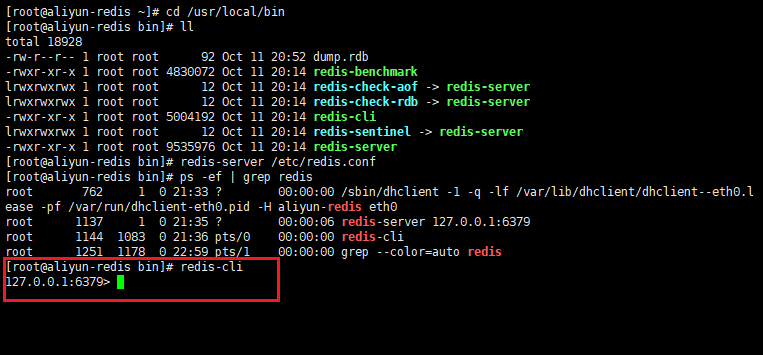 [root@aliyun-redis ~]# cd /usr/local/bin
[root@aliyun-redis bin]# ll
total 18928
-rw-r--r-- 1 root root      92 Oct 11 20:52 dump.rdb
-rwxr-xr-x 1 root root 4830072 Oct 11 20:14 redis-benchmark
lrwxrwxrwx 1 root root      12 Oct 11 20:14 redis-check-aof -> redis-server
lrwxrwxrwx 1 root root      12 Oct 11 20:14 redis-check-rdb -> redis-server
-rwxr-xr-x 1 root root 5004192 Oct 11 20:14 redis-cli
lrwxrwxrwx 1 root root      12 Oct 11 20:14 redis-sentinel -> redis-server
-rwxr-xr-x 1 root root 9535976 Oct 11 20:14 redis-server
[root@aliyun-redis bin]# redis-server /etc/redis.conf
[root@aliyun-redis bin]# ps -ef | grep redis
root       762     1  0 21:33 ?        00:00:00 /sbin/dhclient -1 -q -lf /var/lib/dhclient/dhclient--eth0.l
ease -pf /var/run/dhclient-eth0.pid -H aliyun-redis eth0
root      1137     1  0 21:35 ?        00:00:06 redis-server 127.0.0.1:6379
root      1144  1083  0 21:36 pts/0    00:00:00 redis-cli
root      1251  1178  0 22:59 pts/1    00:00:00 grep --color=auto redis
[root@aliyun-redis bin]# redis-cli
127.0.0.1:6379>